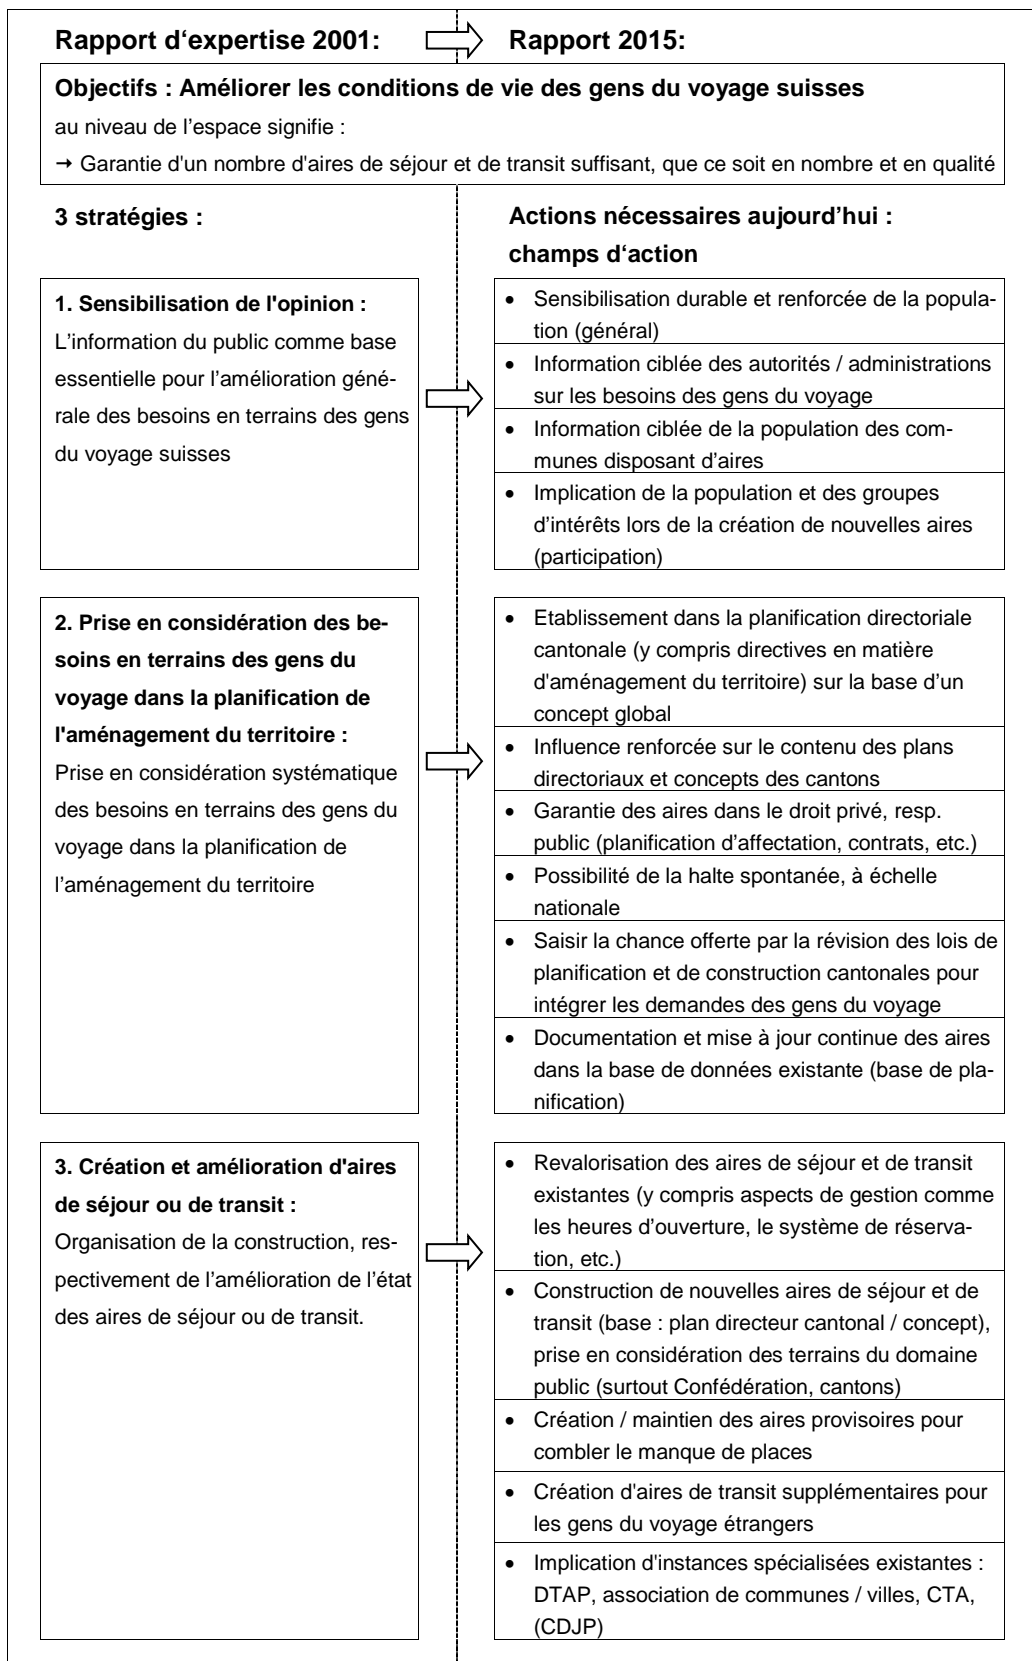 Rapport d‘expertise 2001:
Rapport 2015:
Objectifs : Améliorer les conditions de vie des gens du voyage suisses
au niveau de l’espace signifie :
→ Garantie d'un nombre d'aires de séjour et de transit suffisant, que ce soit en nombre et en qualité
3 stratégies :
Actions nécessaires aujourd’hui :
champs d‘action
1. Sensibilisation de l'opinion :
L’information du public comme base
essentielle pour l’amélioration géné-
rale des besoins en terrains des gens
du voyage suisses
• Sensibilisation durable et renforcée de la popula-
tion (général)
• Information ciblée des autorités / administrations
sur les besoins des gens du voyage
• Information ciblée de la population des com-
munes disposant d’aires
• Implication de la population et des groupes
d’intérêts lors de la création de nouvelles aires
(participation)
2. Prise en considération des be-
soins en terrains des gens du
voyage dans la planification de
l'aménagement du territoire :
Prise en considération systématique
des besoins en terrains des gens du
voyage dans la planification de
l’aménagement du territoire
• Etablissement dans la planification directoriale
cantonale (y compris directives en matière
d'aménagement du territoire) sur la base d’un
concept global
• Influence renforcée sur le contenu des plans
directoriaux et concepts des cantons
• Garantie des aires dans le droit privé, resp.
public (planification d’affectation, contrats, etc.)
• Possibilité de la halte spontanée, à échelle
nationale
• Saisir la chance offerte par la révision des lois de
planification et de construction cantonales pour
intégrer les demandes des gens du voyage
• Documentation et mise à jour continue des aires
dans la base de données existante (base de pla-
nification)
3. Création et amélioration d'aires
de séjour ou de transit :
Organisation de la construction, res-
pectivement de l’amélioration de l’état
des aires de séjour ou de transit.
• Revalorisation des aires de séjour et de transit
existantes (y compris aspects de gestion comme
les heures d’ouverture, le système de réserva-
tion, etc.)
• Construction de nouvelles aires de séjour et de
transit (base : plan directeur cantonal / concept),
prise en considération des terrains du domaine
public (surtout Confédération, cantons)
• Création / maintien des aires provisoires pour
combler le manque de places
• Création d'aires de transit supplémentaires pour
les gens du voyage étrangers
• Implication d'instances spécialisées existantes :
DTAP, association de communes / villes, CTA,
(CDJP)